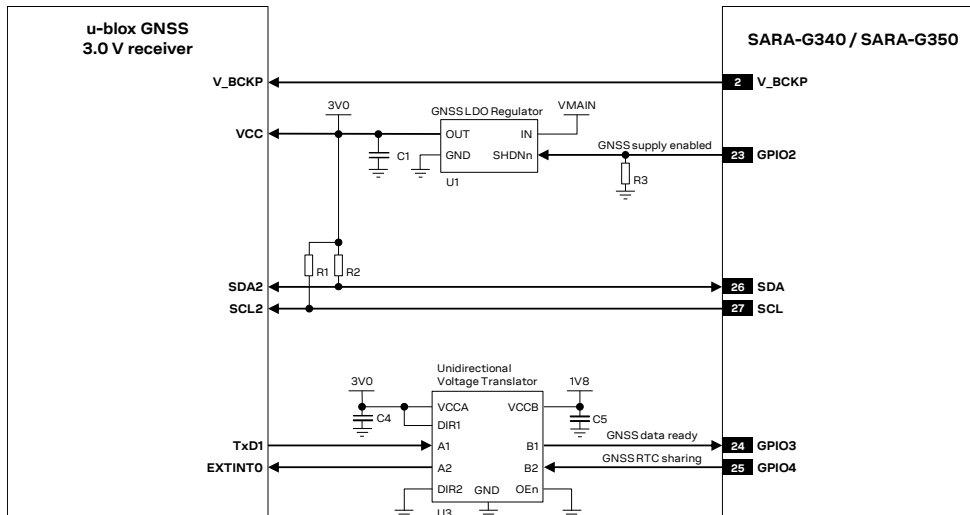 u-blox GNSS
3.0 V receiver
SARA-G340 / SARA-G350
V_BCKP
2 V_BCKP
3V0
GNSS LDO Regulator
VMAIN
VCC
OUT
IN
C1
GND
SHDNn
GNSS supply enabled
23 GPIO2
U1
R3
R1
R2
SDA2
26 SDA
SCL2
27 SCL
Unidirectional
Voltage Translator
3V0
1V8
C4
VCCA
VCCB
C5
DIR1
TxD1
A1
B1
GNSS data ready
24 GPIO3
EXTINT0
A2
B2
GNSS RTC sharing
25 GPIO4
DIR2
GND
OEn
U3